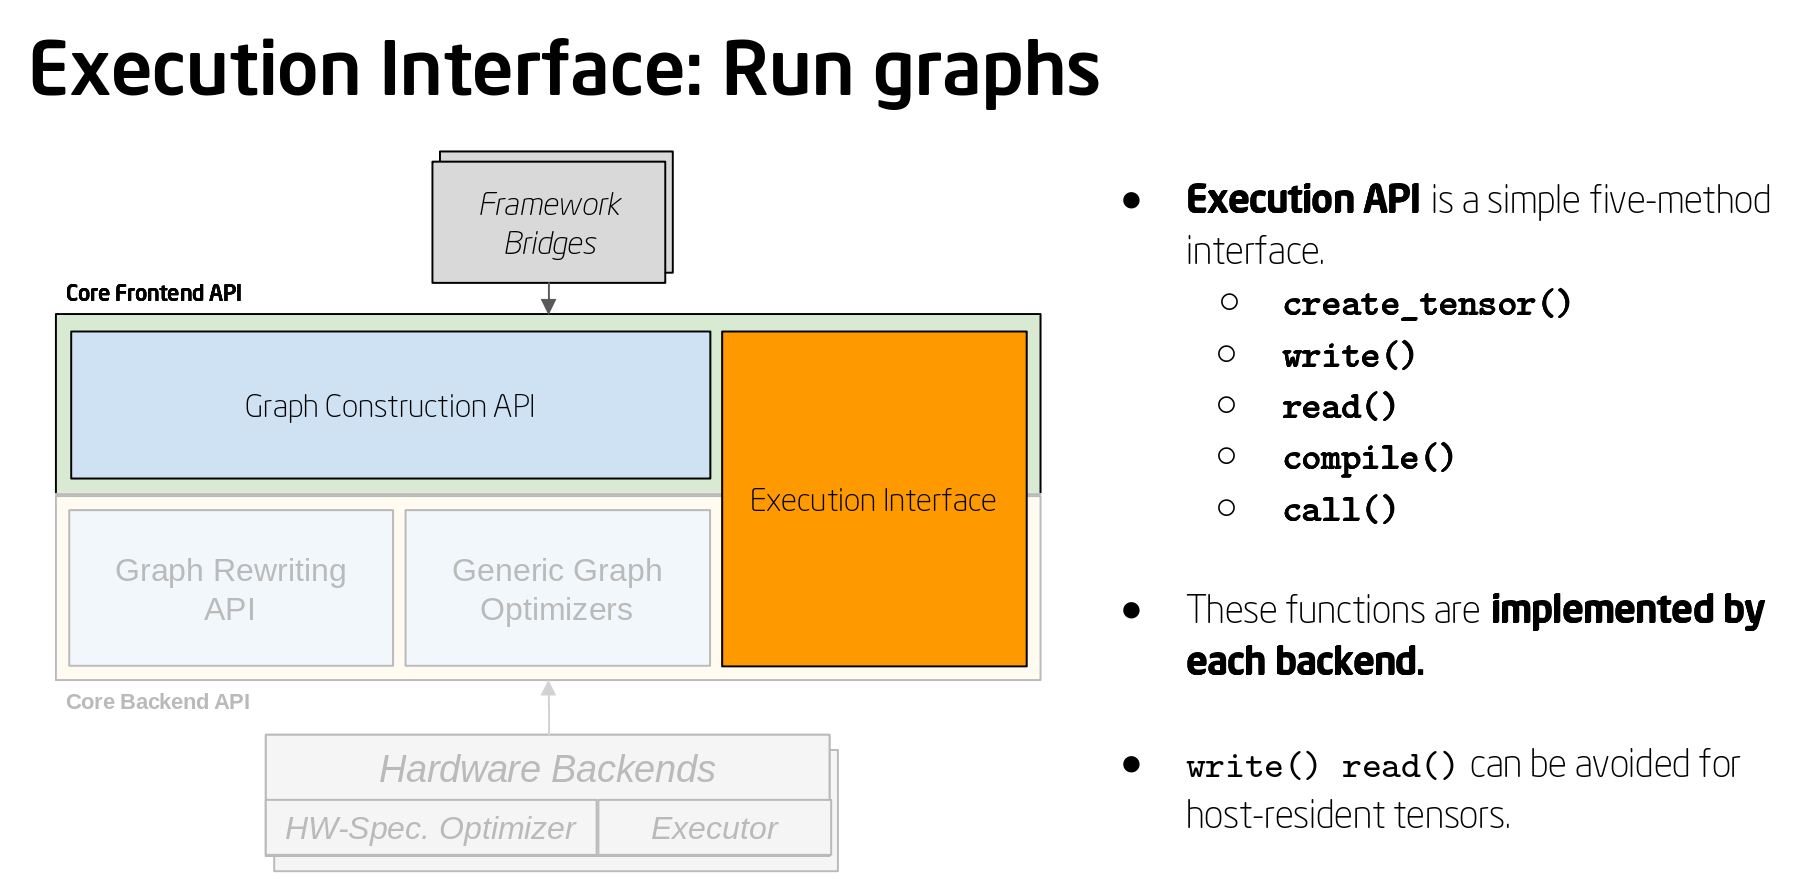 Execution Interface: Run graphs
Framework
Bridges
Core Frontend API
Graph Construction API
Execution Interface
Graph Rewriting
API
Generic Graph
Optimizers
Core Backend API
Hardware Backends
HW-Spec. Optimizer
Executor
● Execution API is a simple five-method
interface.
○ create_tensor()
○ write()
○ read()
○ compile()
○ call()
● These functions are implemented by
each backend.
● write() read() can be avoided for
host-resident tensors.